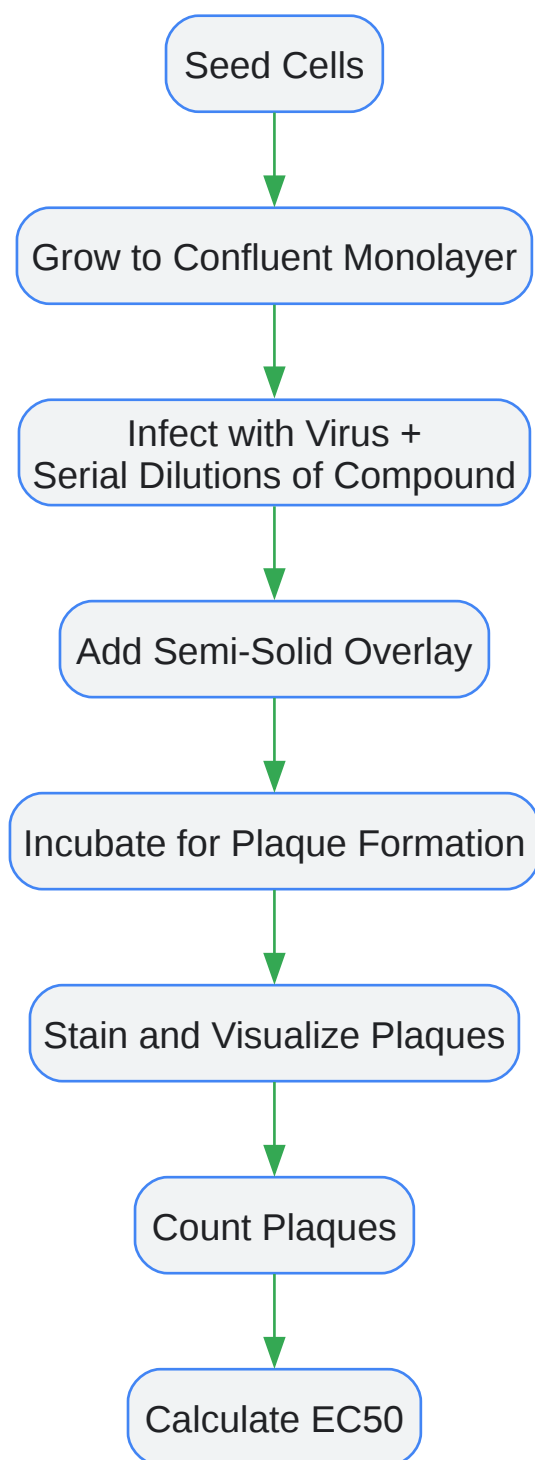 Seed Cells
Grow to Confluent Monolayer
Infect with Virus +
Serial Dilutions of Compound
Add Semi-Solid Overlay
Incubate for Plaque Formation
Stain and Visualize Plaques
Count Plaques
Calculate EC50